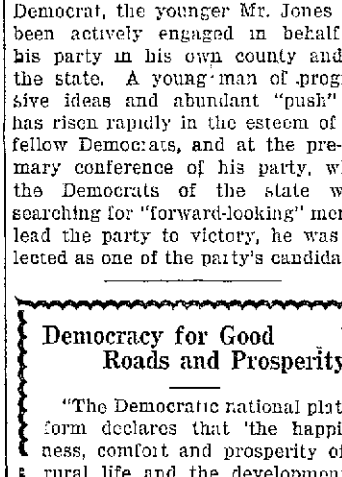 Democrat, the younger Mr. Jones
been actively engaged in behalf
his party in his own county and
the state. A young man of progr
sive ideas and abundant "push"
has risen rapidly in the esteem of
fellow Democrats, and at the pre-
mary conference of his party, w
the Democrats of the state w
searching for "forward-looking" men
lead the party to victory, he was
lected as one of the party's candida
Democracy for Good
Roads and Prosperity
"The Democratic national plat
form declares that 'the happi
ness, comfort and prosperity of
rural life and the development